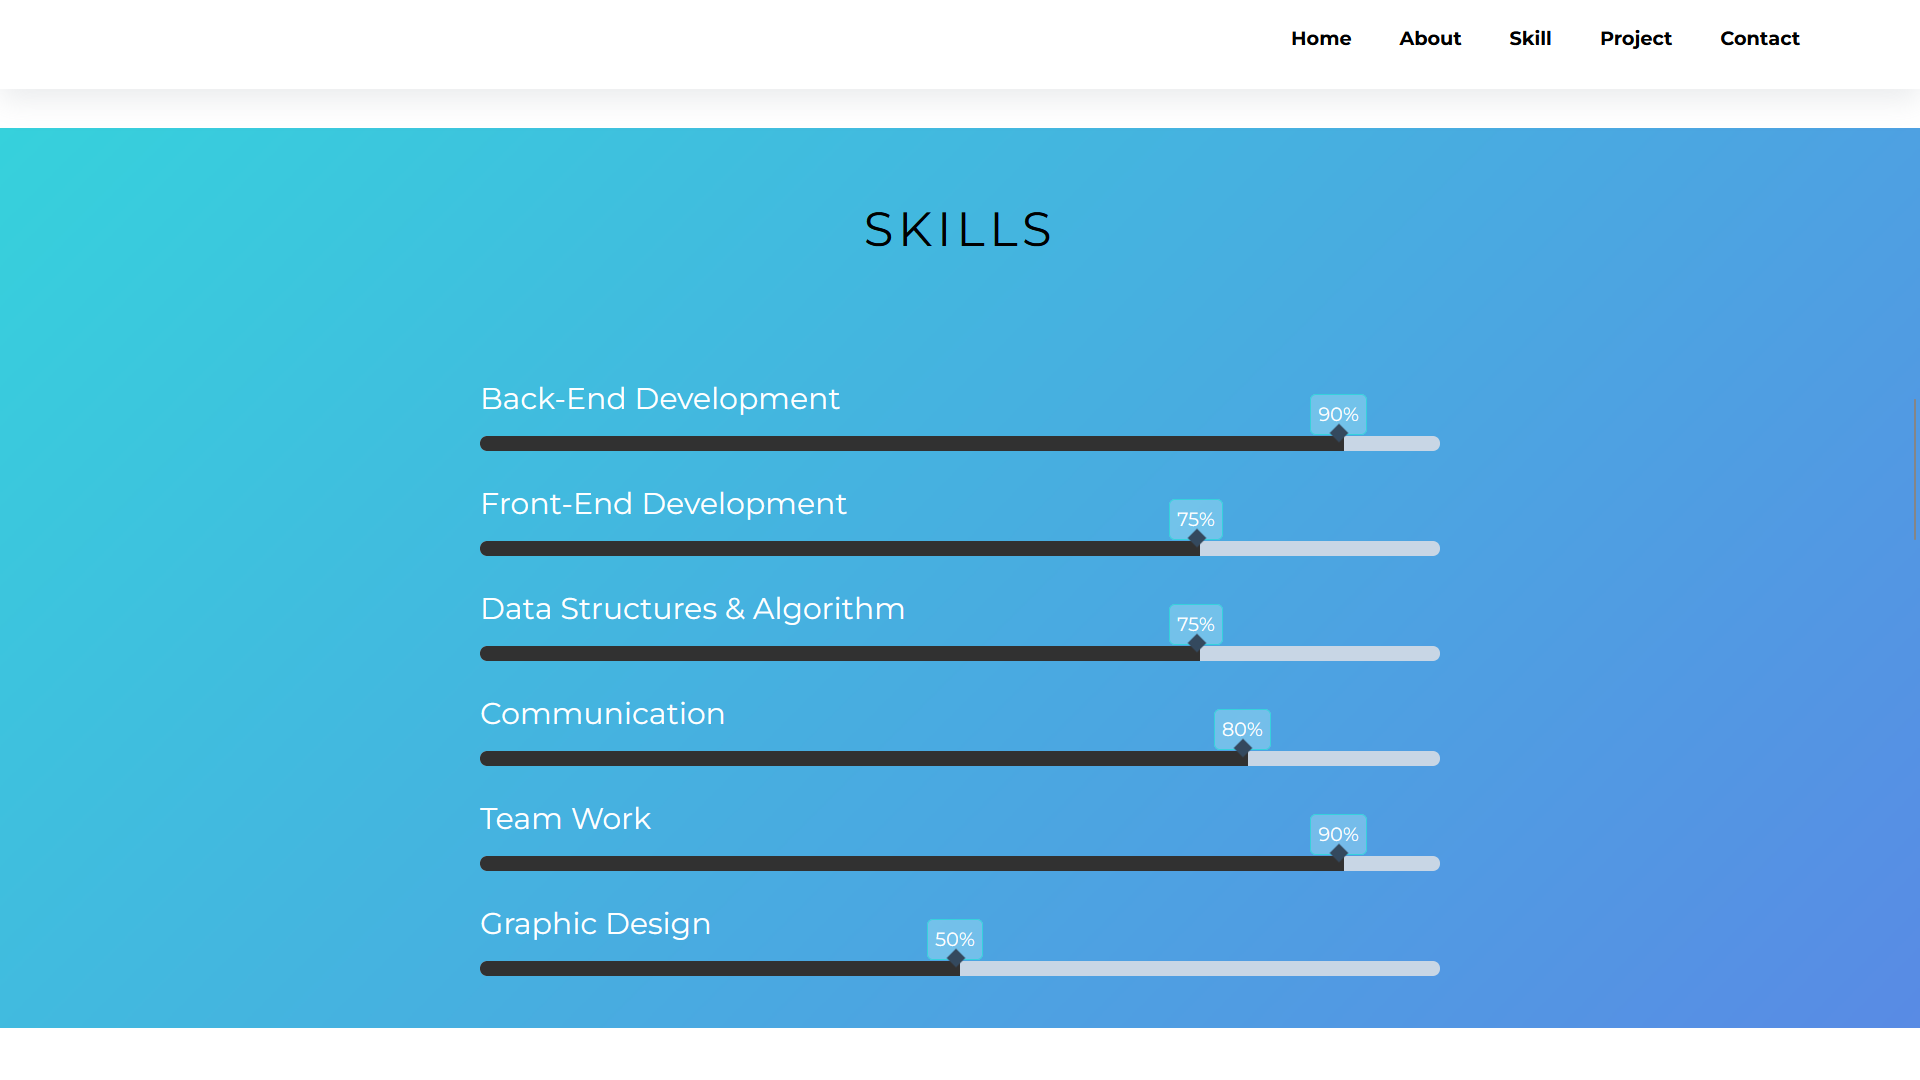 Home About Skill Project Contact
SKILLS
Back-End Development
90%
Front-End Development
75%
Data Structures & Algorithm
75%
Communication
80%
Team Work
90%
Graphic Design
50%